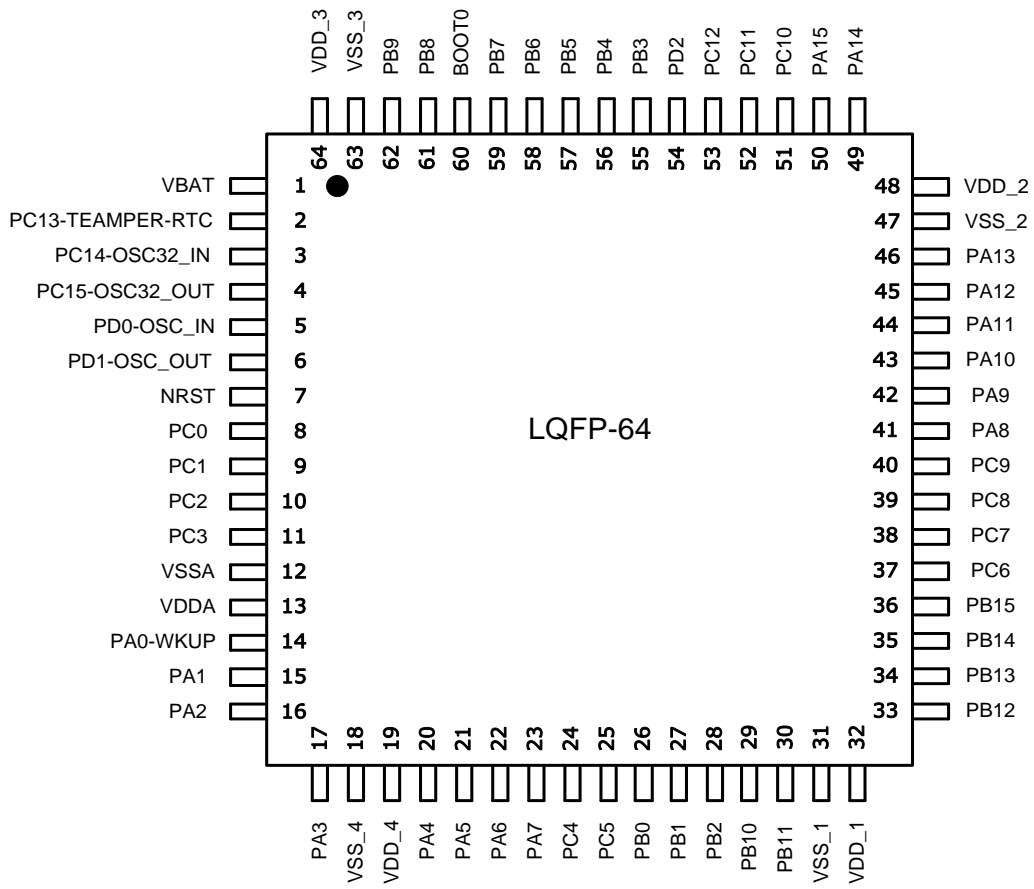 VDD_3
VSS_3
PB9
PB8
BOOT0
PB7
PB6
PB5
PB4
PB3
PD2
PC12
PC11
PC10
PA15
PA14
64
63
62
61
60
59
58
57
56
55
54
53
52
51
50
49
VBAT 1
PC13-TEAMPER-RTC 2
PC14-OSC32_IN 3
PC15-OSC32_OUT 4
PD0-OSC_IN 5
PD1-OSC_OUT 6
NRST 7
PC0 8
PC1 9
PC2 10
PC3 11
VSSA 12
VDDA 13
PA0-WKUP 14
PA1 15
PA2 16
LQFP-64
48 VDD_2
47 VSS_2
46 PA13
45 PA12
44 PA11
43 PA10
42 PA9
41 PA8
40 PC9
39 PC8
38 PC7
37 PC6
36 PB15
35 PB14
34 PB13
33 PB12
17
18
19
20
21
22
23
24
25
26
27
28
29
30
31
32
PA3
VSS_4
VDD_4
PA4
PA5
PA6
PA7
PC4
PC5
PB0
PB1
PB2
PB10
PB11
VSS_1
VDD_1